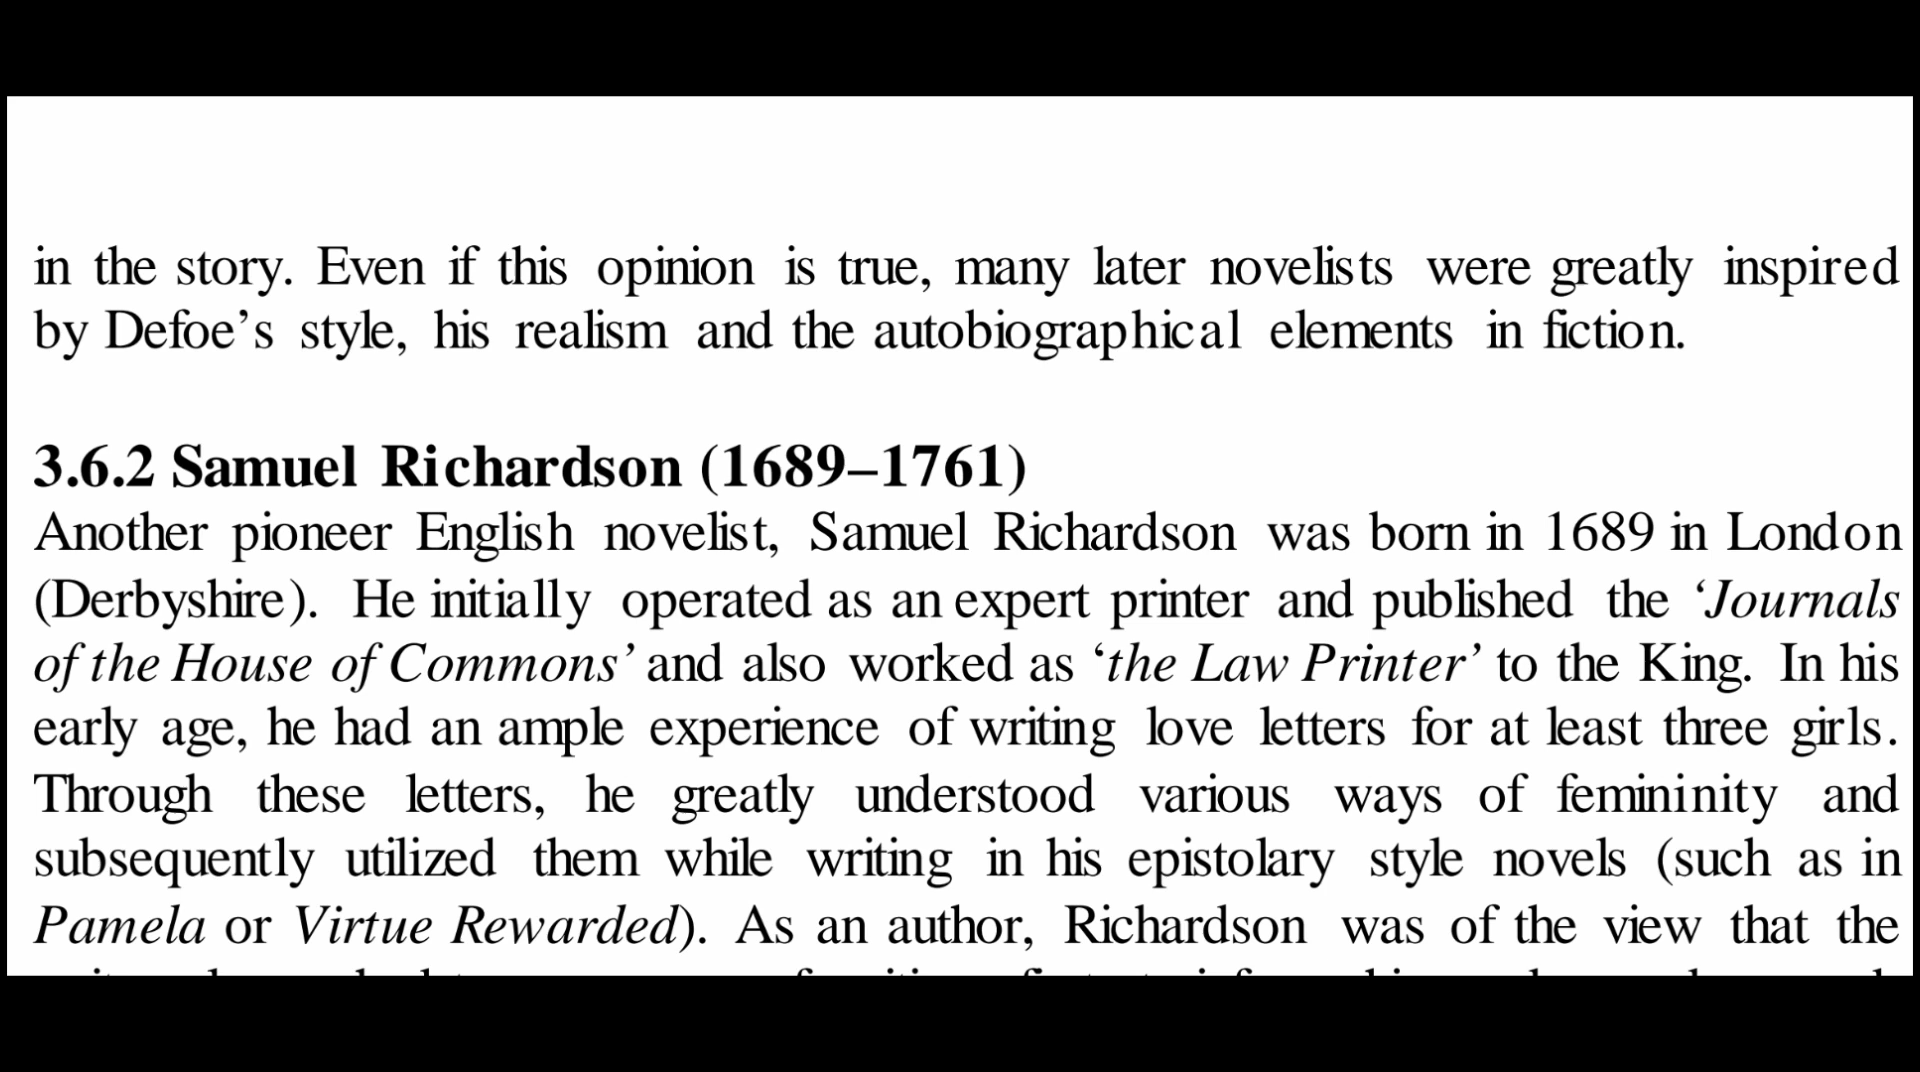 in the story. Even if this opinion is true, many later novelists were greatly inspired
by Defoe’s style, his realism and the autobiographical elements in fiction.
3.6.2 Samuel Richardson (1689–1761)
Another pioneer English novelist, Samuel Richardson was born in 1689 in London
(Derbyshire). He initially operated as an expert printer and published the ‘Journals
of the House of Commons’ and also worked as ‘the Law Printer’ to the King. In his
early age, he had an ample experience of writing love letters for at least three girls.
Through these letters, he greatly understood various ways of femininity and
subsequently utilized them while writing in his epistolary style novels (such as in
Pamela or Virtue Rewarded). As an author, Richardson was of the view that the